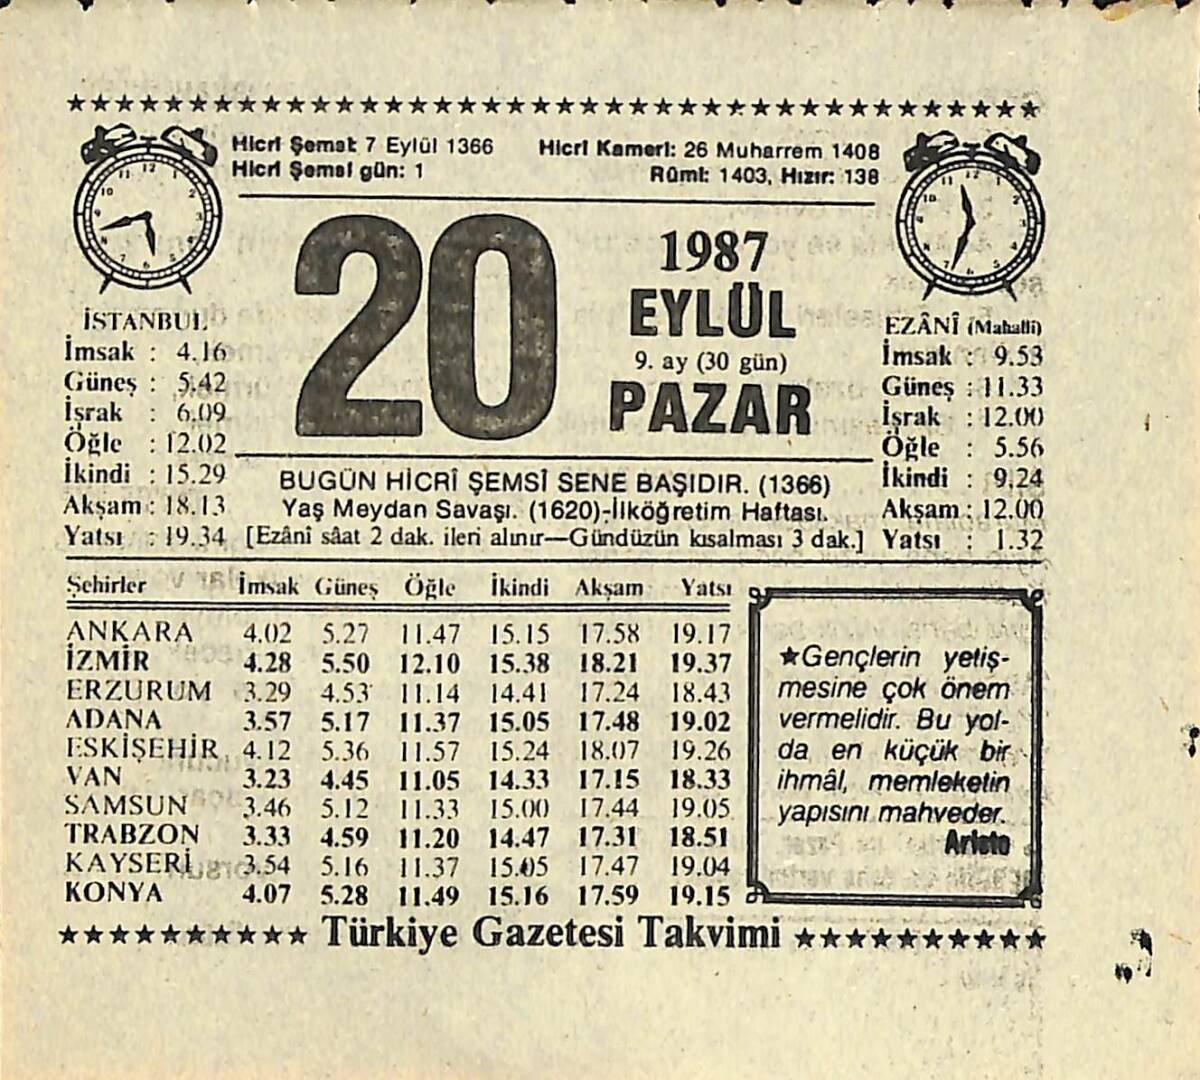 Hicrî Şemsî: 7 Eylül 1366
Hicrî Şemsî gün: 1
Hicrî Kamerî: 26 Muharrem 1408
Rûmî: 1403, Hızır: 138
20
1987
EYLÜL
9. ay (30 gün)
PAZAR
İSTANBUL
İmsak : 4.16
Güneş : 5.42
İşrak : 6.09
Öğle : 12.02
İkindi : 15.29
Akşam : 18.13
Yatsı : 19.34
EZÂNÎ (Mahallî)
İmsak : 9.53
Güneş : 11.33
İşrak : 12.00
Öğle : 5.56
İkindi : 9.24
Akşam : 12.00
Yatsı : 1.32
BUGÜN HİCRÎ ŞEMSÎ SENE BAŞIDIR. (1366)
Yaş Meydan Savaşı. (1620)-İlköğretim Haftası.
[Ezânî sâat 2 dak. ileri alınır—Gündüzün kısalması 3 dak.]
Şehirler İmsak Güneş Öğle İkindi Akşam Yatsı
ANKARA 4.02 5.27 11.47 15.15 17.58 19.17
İZMİR 4.28 5.50 12.10 15.38 18.21 19.37
ERZURUM 3.29 4.53 11.14 14.41 17.24 18.43
ADANA 3.57 5.17 11.37 15.05 17.48 19.02
ESKİŞEHİR 4.12 5.36 11.57 15.24 18.07 19.26
VAN 3.23 4.45 11.05 14.33 17.15 18.33
SAMSUN 3.46 5.12 11.33 15.00 17.44 19.05
TRABZON 3.33 4.59 11.20 14.47 17.31 18.51
KAYSERİ 3.54 5.16 11.37 15.05 17.47 19.04
KONYA 4.07 5.28 11.49 15.16 17.59 19.15
★Gençlerin yetiş-
mesine çok önem
vermelidir. Bu yol-
da en küçük bir
ihmâl, memleketin
yapısını mahveder.
Aristo
Türkiye Gazetesi Takvimi